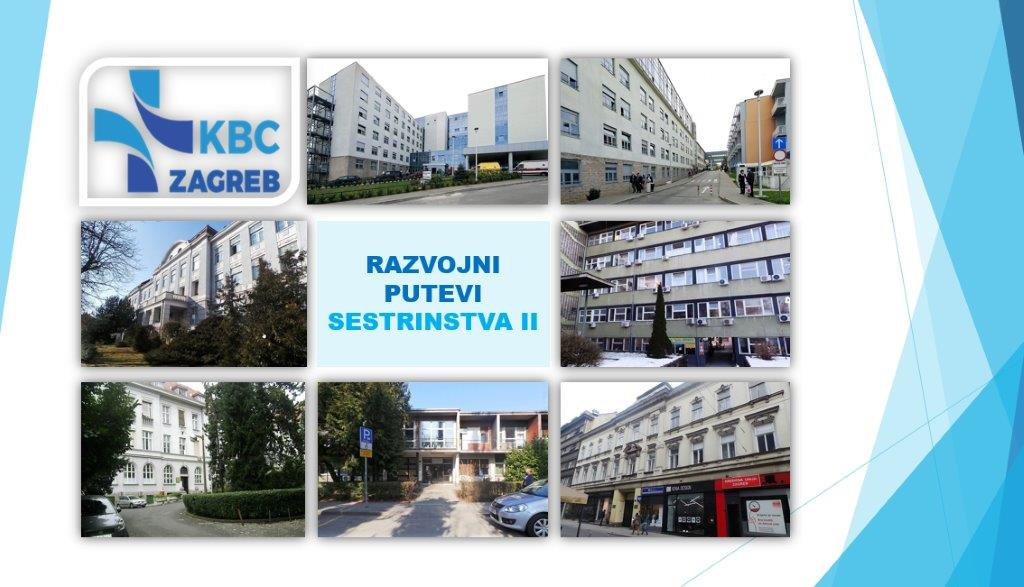 KBC
ZAGREB
RAZVOJNI
PUTEVI
SESTRINSTVA II
P